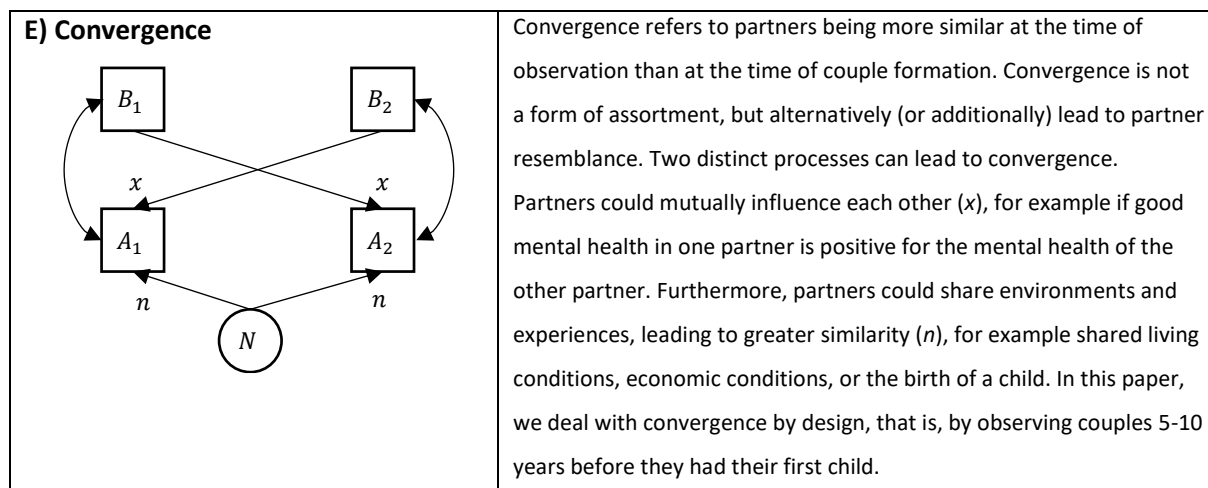 E) Convergence
B₁ B₂
x x
A₁ A₂
n n
N
Convergence refers to partners being more similar at the time of
observation than at the time of couple formation. Convergence is not
a form of assortment, but alternatively (or additionally) lead to partner
resemblance. Two distinct processes can lead to convergence.
Partners could mutually influence each other (x), for example if good
mental health in one partner is positive for the mental health of the
other partner. Furthermore, partners could share environments and
experiences, leading to greater similarity (n), for example shared living
conditions, economic conditions, or the birth of a child. In this paper,
we deal with convergence by design, that is, by observing couples 5-10
years before they had their first child.